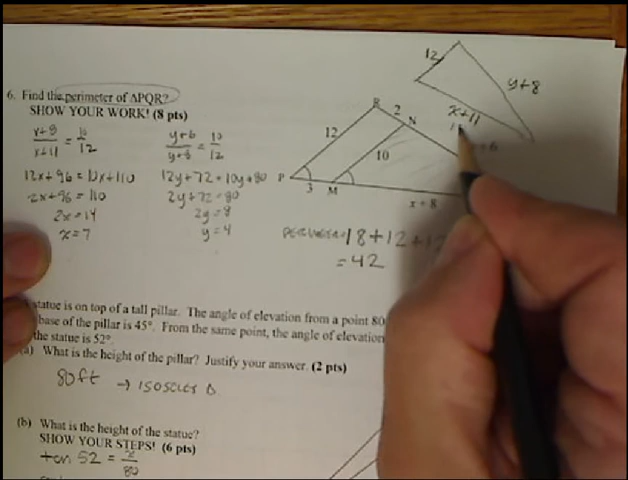 6. Find the perimeter of ΔPQR?
SHOW YOUR WORK! (8 pts)
x+8/x+11 = 10/12
12x+96 = 10x+110
2x+96 = 110
2x = 14
x = 7
y+6/y+8 = 10/12
12y+72 = 10y+80
2y+72 = 80
2y = 8
y = 4
R
2
N
12
10
P
3
M
x + 8
+ 6
12
y+8
x+11
PERIMETER = 18+12+12
= 42
statue is on top of a tall pillar. The angle of elevation from a point 80
base of the pillar is 45°. From the same point, the angle of elevation
the statue is 52°.
(a) What is the height of the pillar? Justify your answer. (2 pts)
80ft → ISOSCELES Δ
(b) What is the height of the statue?
SHOW YOUR STEPS! (6 pts)
tan 52 = x/80